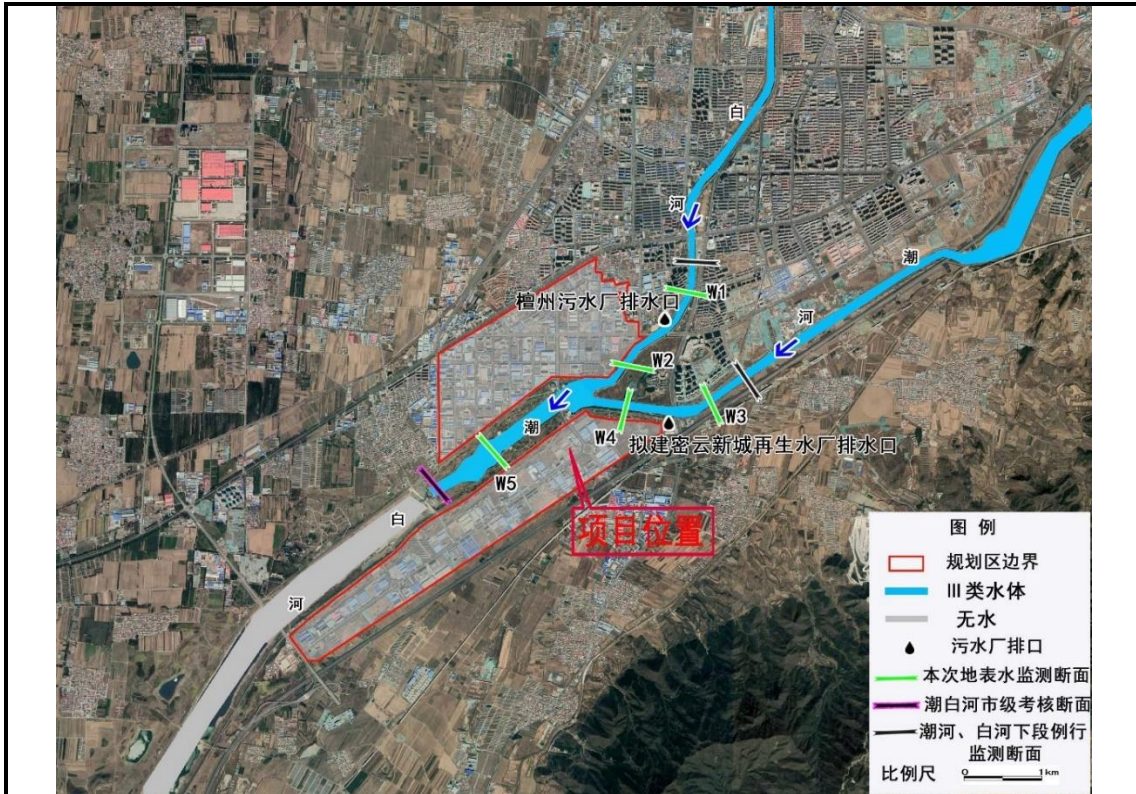 白
河
潮
河
W1
檀州污水厂排水口
W2
W3
W4
拟建密云新城再生水厂排水口
潮
W5
白
河
项目位置
图 例
规划区边界
III类水体
无水
污水厂排口
本次地表水监测断面
潮白河市级考核断面
潮河、白河下段例行
监测断面
比例尺 0 1km